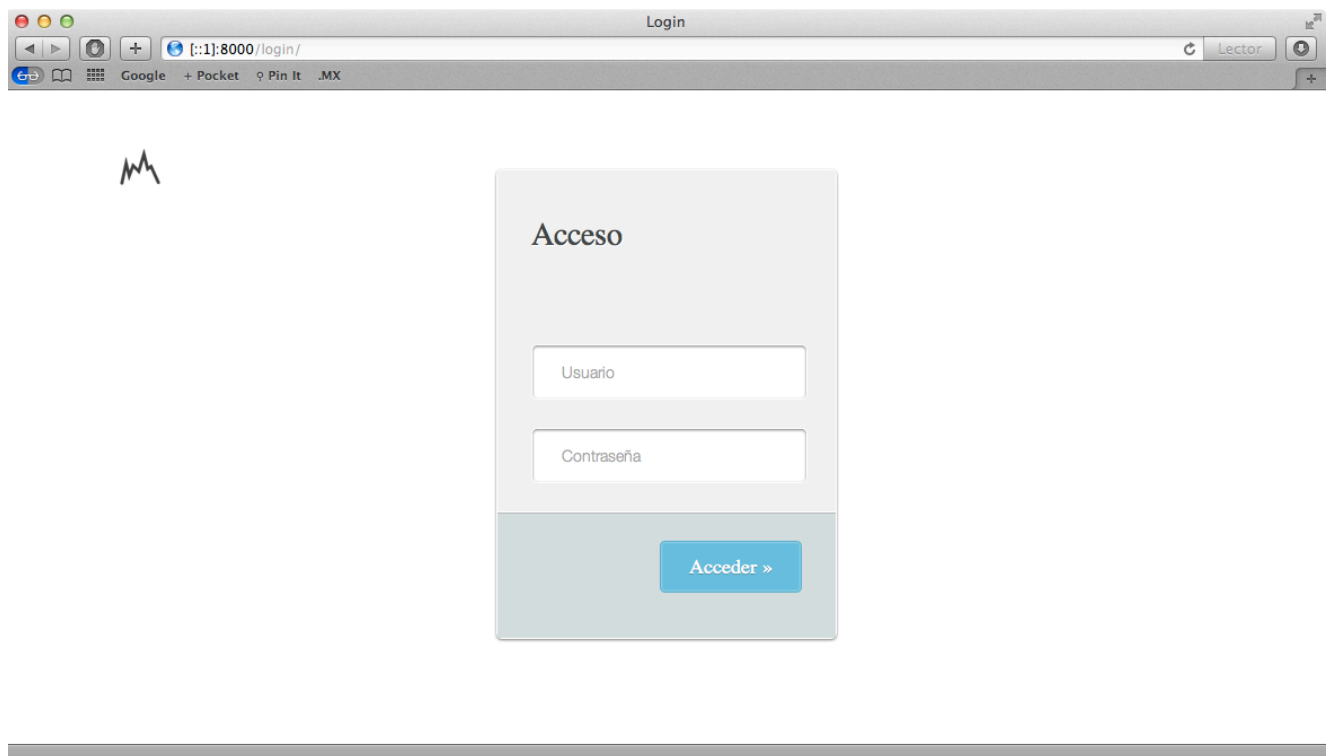 Login
[::1]:8000/login/
Lector
Google + Pocket Pin It .MX
Acceso
Usuario
Contraseña
Acceder »